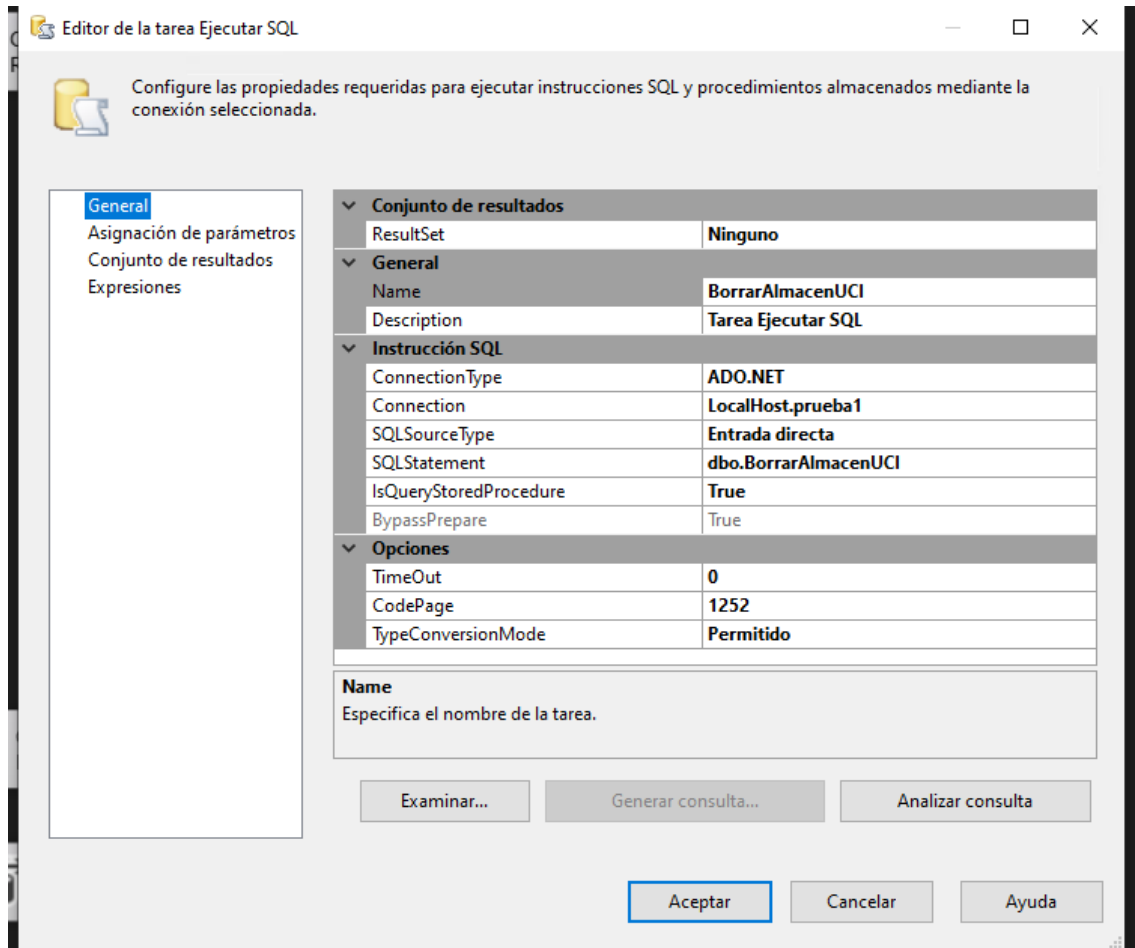 Editor de la tarea Ejecutar SQL
Configure las propiedades requeridas para ejecutar instrucciones SQL y procedimientos almacenados mediante la
conexión seleccionada.
General
Asignación de parámetros
Conjunto de resultados
Expresiones
Conjunto de resultados
ResultSet Ninguno
General
Name BorrarAlmacenUCI
Description Tarea Ejecutar SQL
Instrucción SQL
ConnectionType ADO.NET
Connection LocalHost.prueba1
SQLSourceType Entrada directa
SQLStatement dbo.BorrarAlmacenUCI
IsQueryStoredProcedure True
BypassPrepare True
Opciones
TimeOut 0
CodePage 1252
TypeConversionMode Permitido
Name
Especifica el nombre de la tarea.
Examinar... Generar consulta... Analizar consulta
Aceptar Cancelar Ayuda